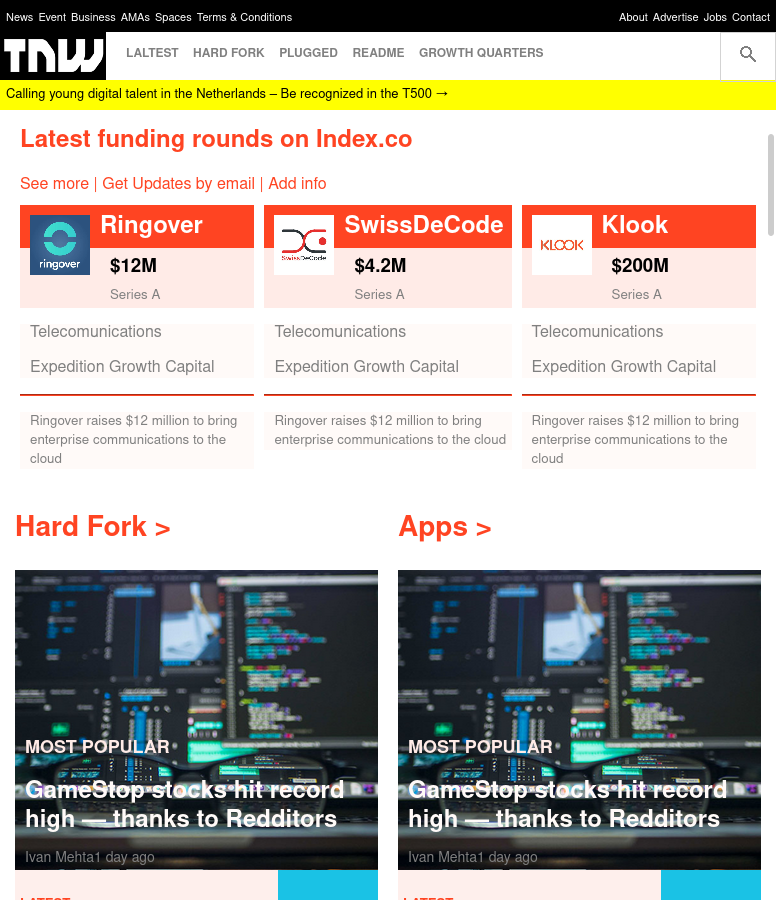 News Event Business AMAs Spaces Terms & Conditions
About Advertise Jobs Contact
TNW
LALTEST HARD FORK PLUGGED README GROWTH QUARTERS
Calling young digital talent in the Netherlands – Be recognized in the T500 →
Latest funding rounds on Index.co
See more | Get Updates by email | Add info
ringover
Ringover
$12M
Series A
Telecomunications
Expedition Growth Capital
Ringover raises $12 million to bring
enterprise communications to the
cloud
SwissDeCode
SwissDeCode
$4.2M
Series A
Telecomunications
Expedition Growth Capital
Ringover raises $12 million to bring
enterprise communications to the cloud
KLOOK
Klook
$200M
Series A
Telecomunications
Expedition Growth Capital
Ringover raises $12 million to bring
enterprise communications to the
cloud
Hard Fork >
MOST POPULAR
GameStop stocks hit record
high — thanks to Redditors
Ivan Mehta1 day ago
LATEST
Apps >
MOST POPULAR
GameStop stocks hit record
high — thanks to Redditors
Ivan Mehta1 day ago
LATEST